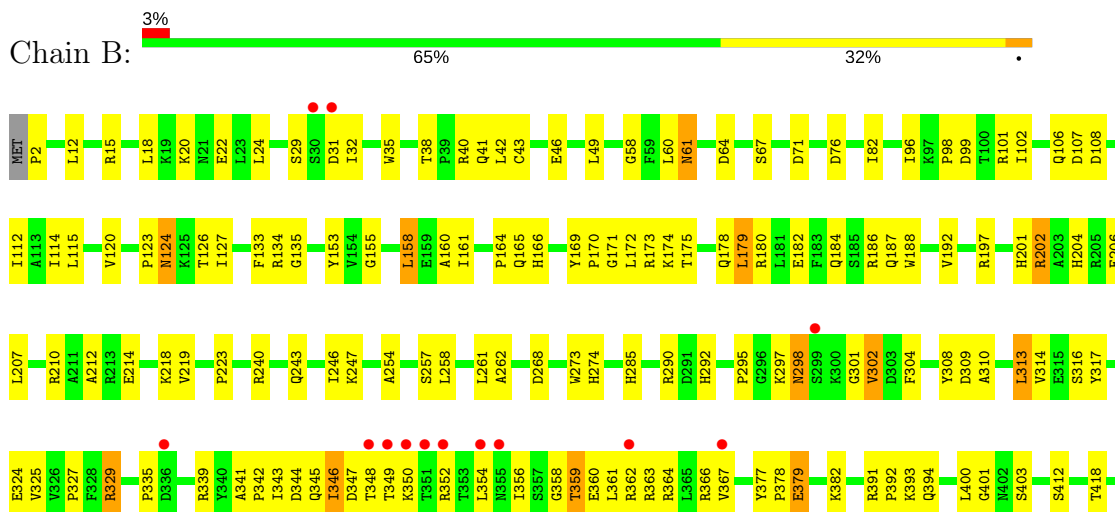 3%
Chain B:
65% 32% •
MET P2 L12 R15 L18 K19 K20 N21 E22 L23 L24 S29 S30 D31 I32 W35 T38 P39 R40 Q41 L42 C43 E46 L49 G58 F59 L60 N61 D64 S67 D71 D76 I82 I96 K97 P98 D99 T100 R101 I102 Q106 D107 D108
I112 A113 I114 L115 V120 P123 N124 K125 T126 I127 F133 R134 G135 Y153 V154 G155 L158 E159 A160 I161 P164 Q165 H166 Y169 P170 G171 L172 R173 K174 T175 Q178 L179 R180 L181 E182 F183 Q184 S185 R186 Q187 W188 V192 R197 H201 R202 A203 H204 R205 E206
L207 R210 A211 A212 R213 E214 K218 V219 P223 R240 Q243 I246 K247 A254 S257 L258 L261 A262 D268 W273 H274 H285 R290 D291 H292 P295 G296 K297 N298 S299 K300 G301 V302 D303 F304 Y308 D309 A310 L313 V314 E315 S316 Y317
E324 V325 V326 P327 F328 R329 P335 D336 R339 Y340 A341 P342 I343 D344 Q345 I346 D347 T348 T349 K350 T351 R352 T353 L354 N355 I356 S357 G358 T359 E360 L361 R362 R363 R364 L365 R366 V367 Y377 P378 E379 K382 R391 P392 K393 Q394 L400 G401 N402 S403 S412 T418